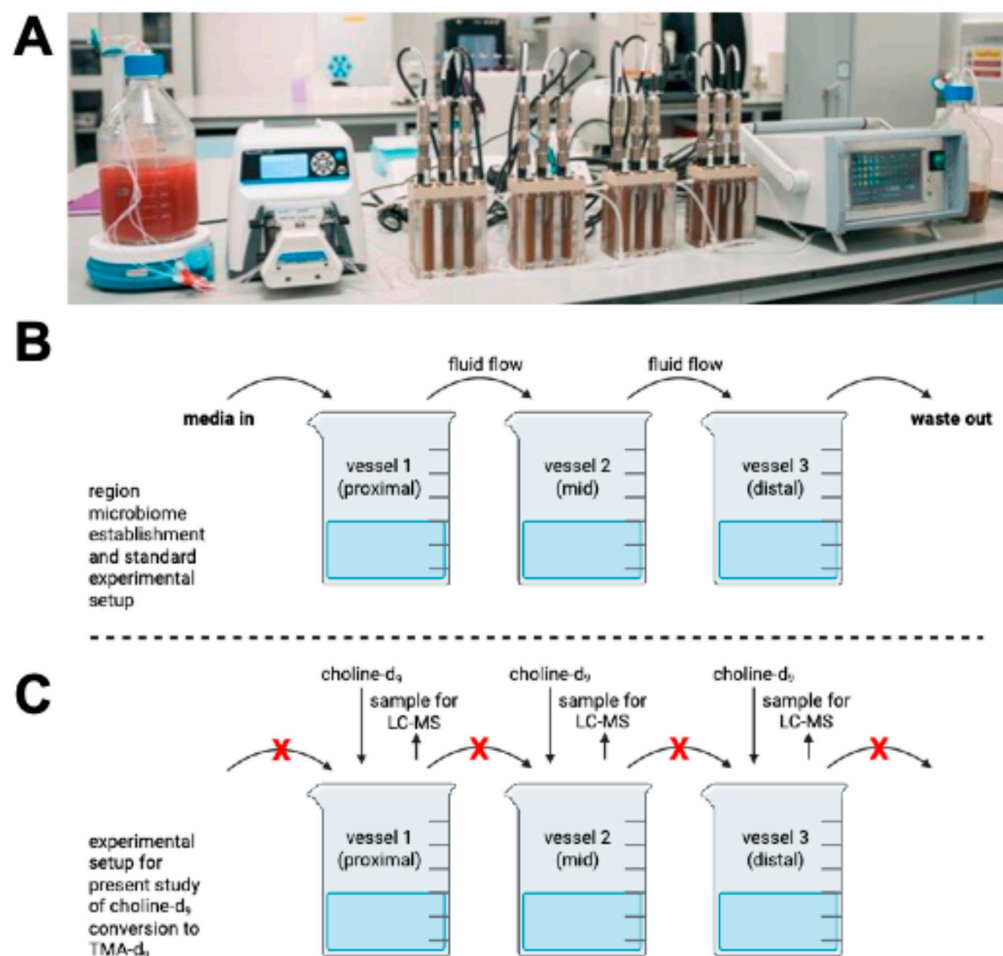 A
B
fluid flow
fluid flow
media in
waste out
vessel 1
(proximal)
vessel 2
(mid)
vessel 3
(distal)
region
microbiome
establishment
and standard
experimental
setup
C
choline-d₉
choline-d₉
choline-d₉
sample for
LC-MS
sample for
LC-MS
sample for
LC-MS
X
X
X
X
vessel 1
(proximal)
vessel 2
(mid)
vessel 3
(distal)
experimental
setup for
present study
of choline-d₉
conversion to
TMA-d₉